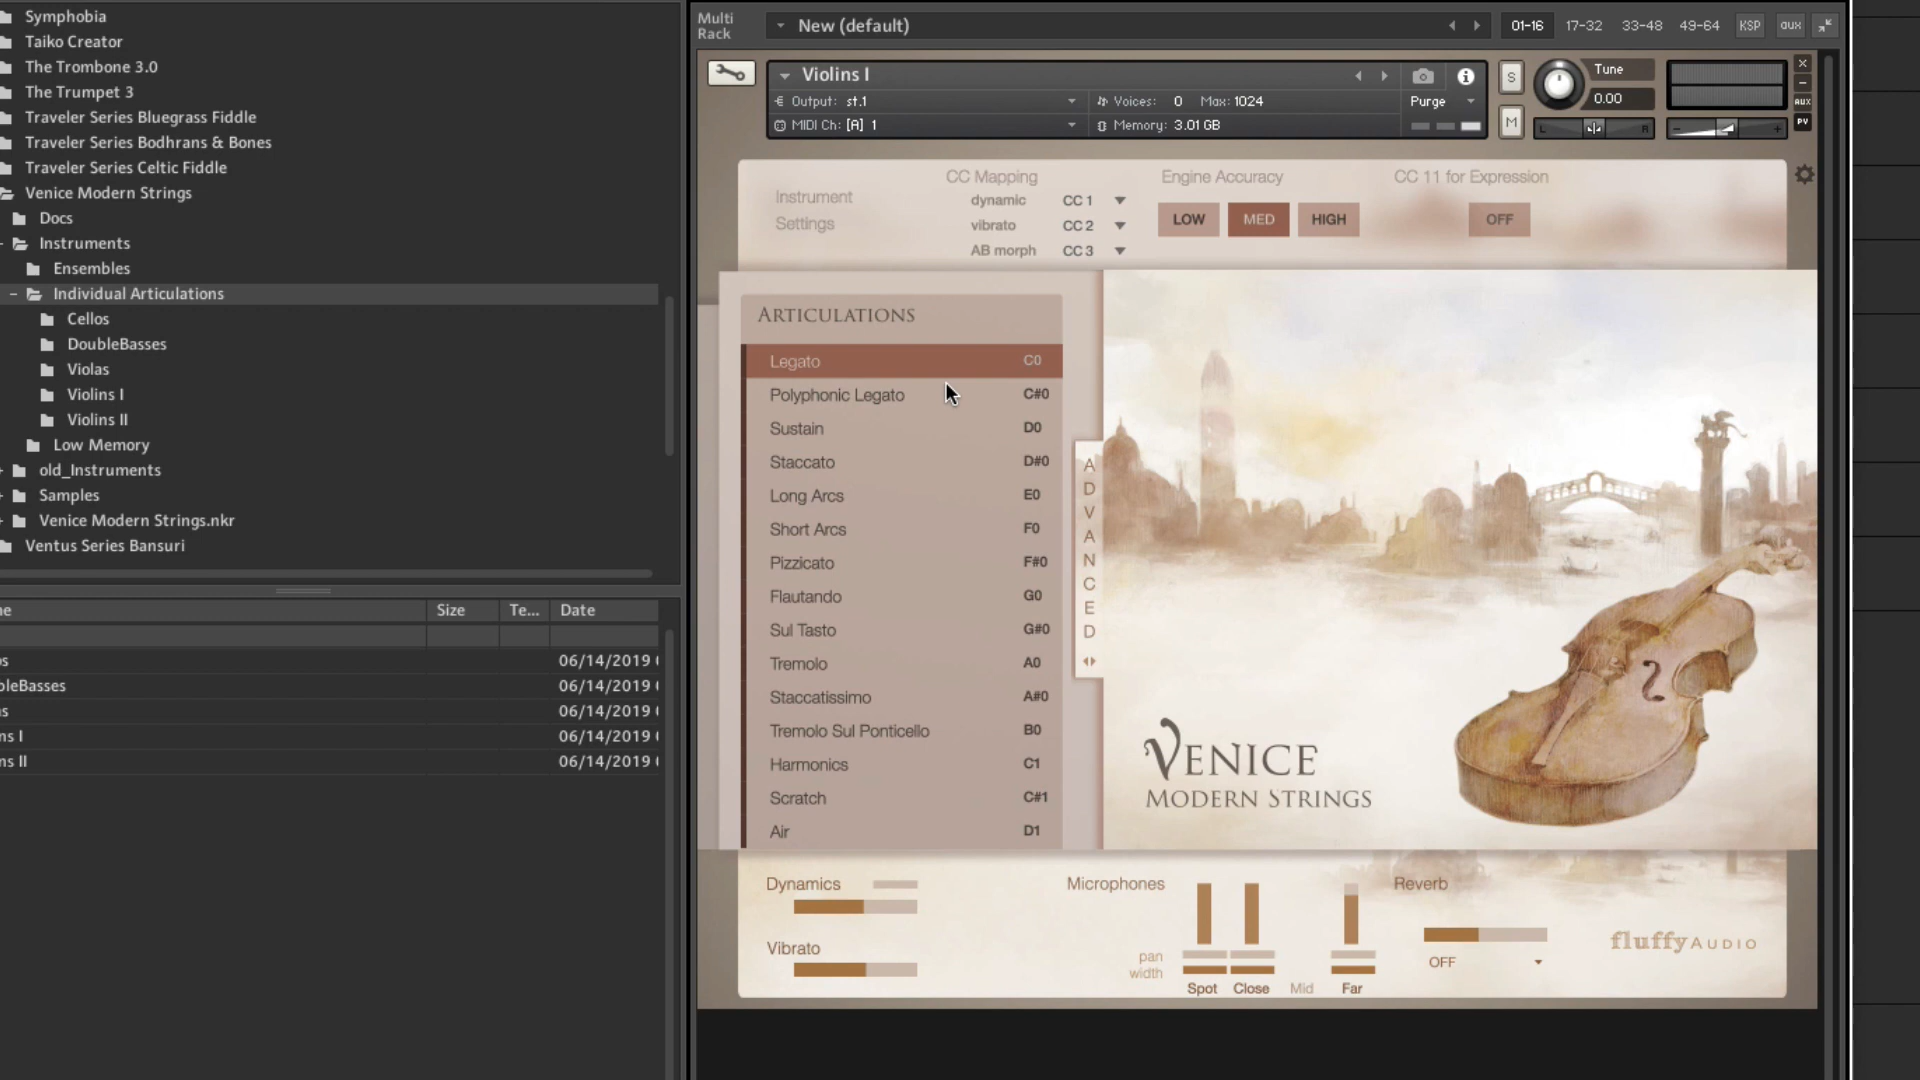 Symphobia
Taiko Creator
The Trombone 3.0
The Trumpet 3
Traveler Series Bluegrass Fiddle
Traveler Series Bodhrans & Bones
Traveler Series Celtic Fiddle
Venice Modern Strings
Docs
Instruments
Ensembles
Individual Articulations
Cellos
DoubleBasses
Violas
Violins I
Violins II
Low Memory
old_Instruments
Samples
Venice Modern Strings.nkr
Ventus Series Bansuri
Size Te... Date
06/14/2019
bleBasses 06/14/2019
06/14/2019
ns I 06/14/2019
ns II 06/14/2019
Multi Rack New (default) 01-16 17-32 33-48 49-64 KSP aux
Violins I
Output: st.1 Voices: 0 Max: 1024 Purge
MIDI Ch: [A] 1 Memory: 3.01 GB
S
M
Tune
0.00
L R
AUX
PV
Instrument Settings
CC Mapping
dynamic CC 1
vibrato CC 2
AB morph CC 3
Engine Accuracy
LOW MED HIGH
CC 11 for Expression
OFF
ARTICULATIONS
Legato C0
Polyphonic Legato C#0
Sustain D0
Staccato D#0
Long Arcs E0
Short Arcs F0
Pizzicato F#0
Flautando G0
Sul Tasto G#0
Tremolo A0
Staccatissimo A#0
Tremolo Sul Ponticello B0
Harmonics C1
Scratch C#1
Air D1
ADVANCED
VENICE
MODERN STRINGS
Dynamics
Vibrato
Microphones
pan
width
Spot Close Mid Far
Reverb
OFF
fluffy AUDIO